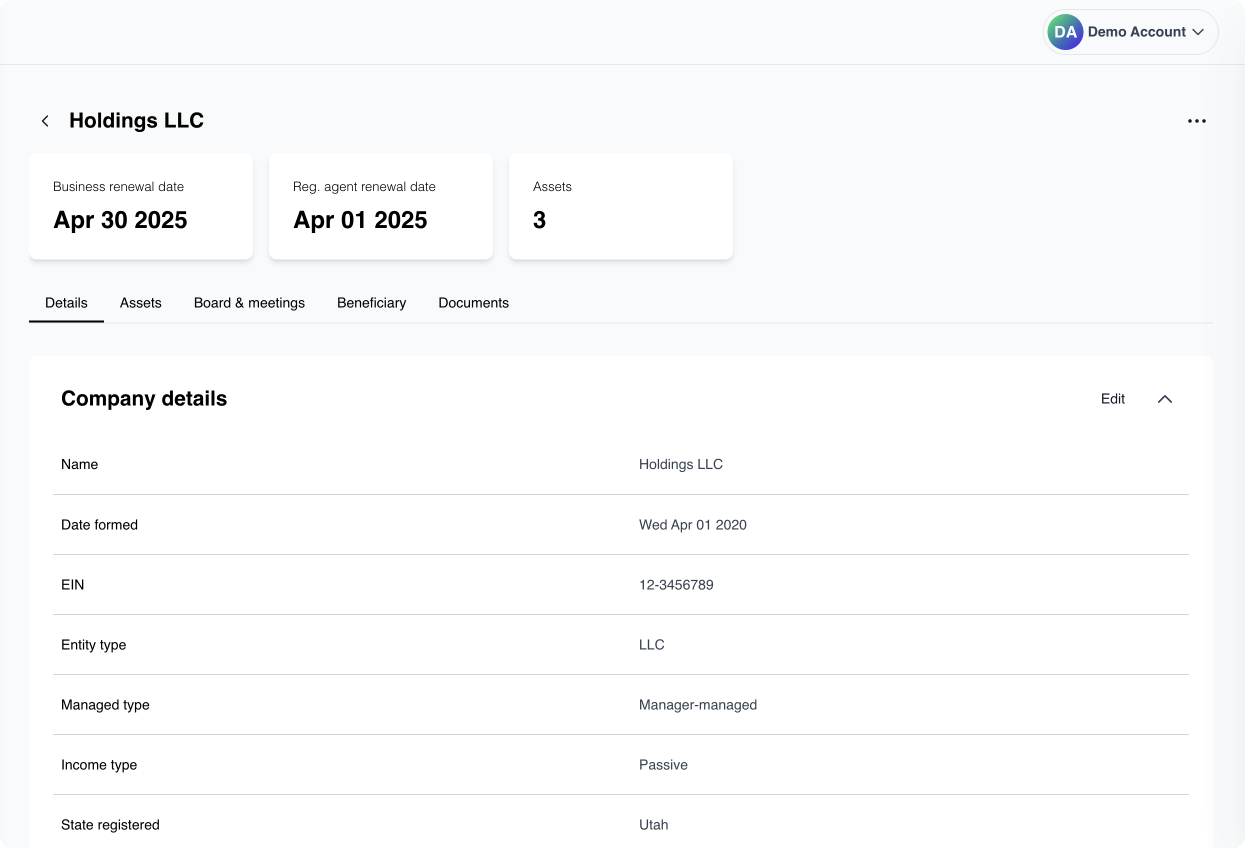 DA Demo Account
Holdings LLC
Business renewal date
Apr 30 2025
Reg. agent renewal date
Apr 01 2025
Assets
3
Details Assets Board & meetings Beneficiary Documents
Company details Edit
Name Holdings LLC
Date formed Wed Apr 01 2020
EIN 12-3456789
Entity type LLC
Managed type Manager-managed
Income type Passive
State registered Utah